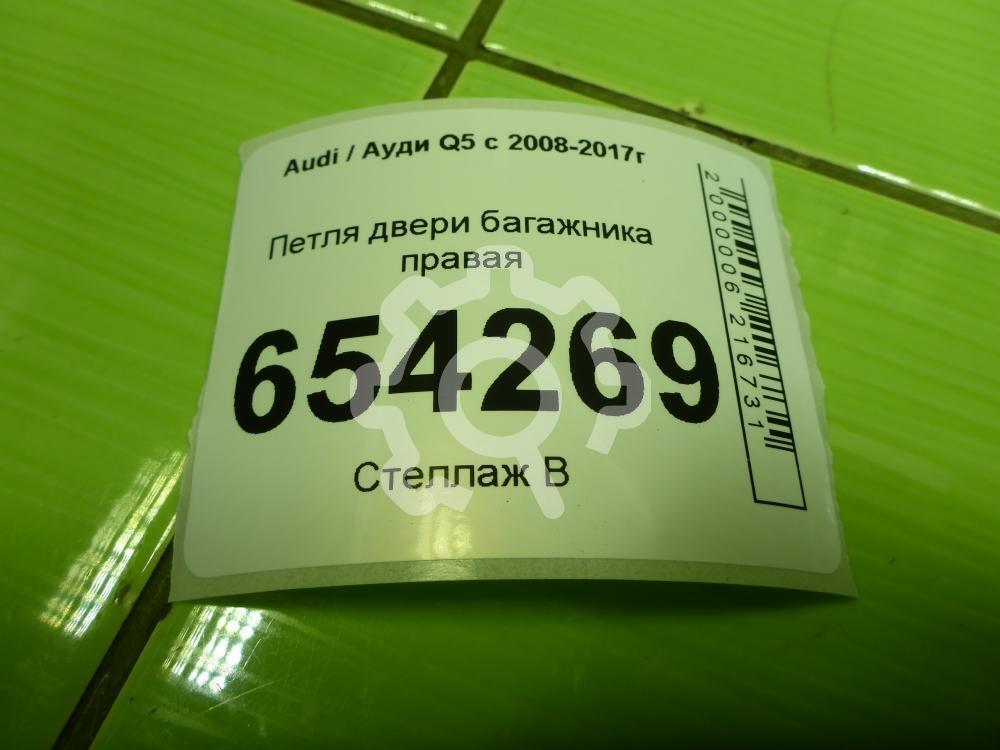 Audi / Ауди Q5 с 2008-2017г
Петля двери багажника
правая
654269
Стеллаж В
2000006216731